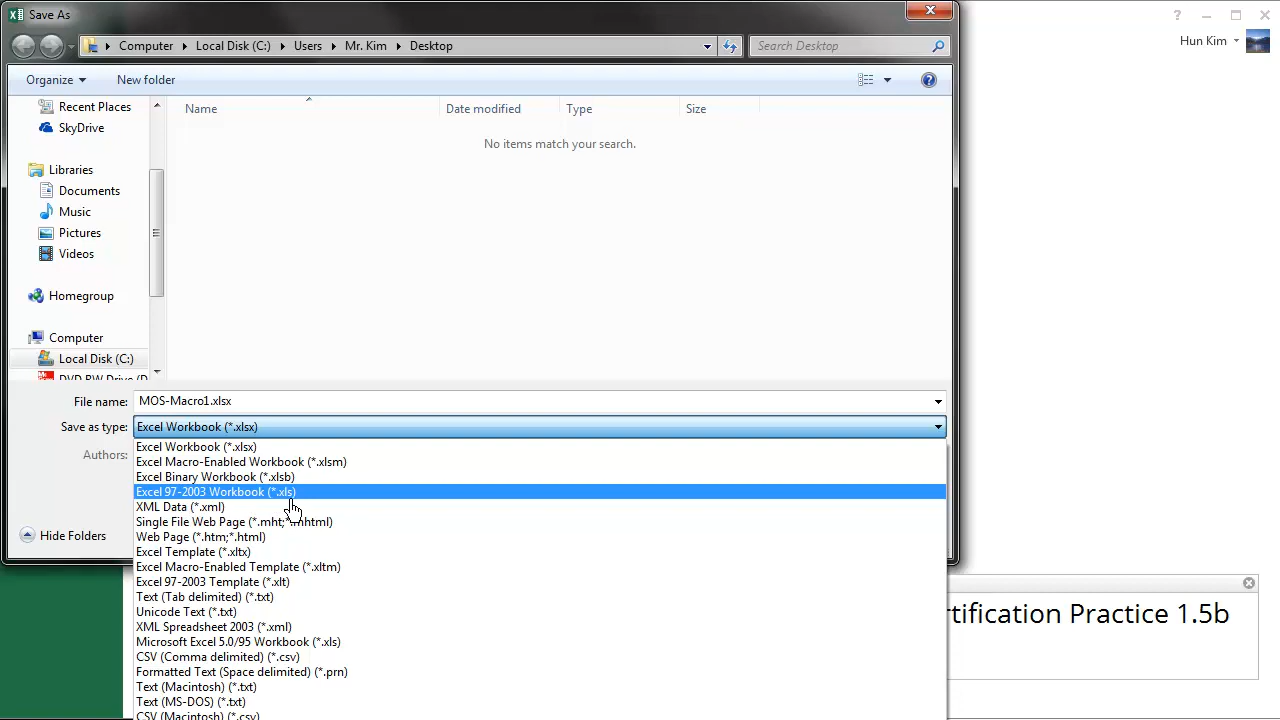 Save As
Computer Local Disk (C:) Users Mr. Kim Desktop
Search Desktop
?
Hun Kim
Organize
New folder
Recent Places
SkyDrive
Libraries
Documents
Music
Pictures
Videos
Homegroup
Computer
Local Disk (C:)
DVD RW Drive (D
Name Date modified Type Size
No items match your search.
File name: MOS-Macro1.xlsx
Save as type: Excel Workbook (*.xlsx)
Authors:
Excel Workbook (*.xlsx)
Excel Macro-Enabled Workbook (*.xlsm)
Excel Binary Workbook (*.xlsb)
Excel 97-2003 Workbook (*.xls)
XML Data (*.xml)
Single File Web Page (*.mht; mhtml)
Web Page (*.htm;*.html)
Excel Template (*.xltx)
Excel Macro-Enabled Template (*.xltm)
Excel 97-2003 Template (*.xlt)
Text (Tab delimited) (*.txt)
Unicode Text (*.txt)
XML Spreadsheet 2003 (*.xml)
Microsoft Excel 5.0/95 Workbook (*.xls)
CSV (Comma delimited) (*.csv)
Formatted Text (Space delimited) (*.prn)
Text (Macintosh) (*.txt)
Text (MS-DOS) (*.txt)
CSV (Macintosh) (*.csv)
Hide Folders
rtification Practice 1.5b